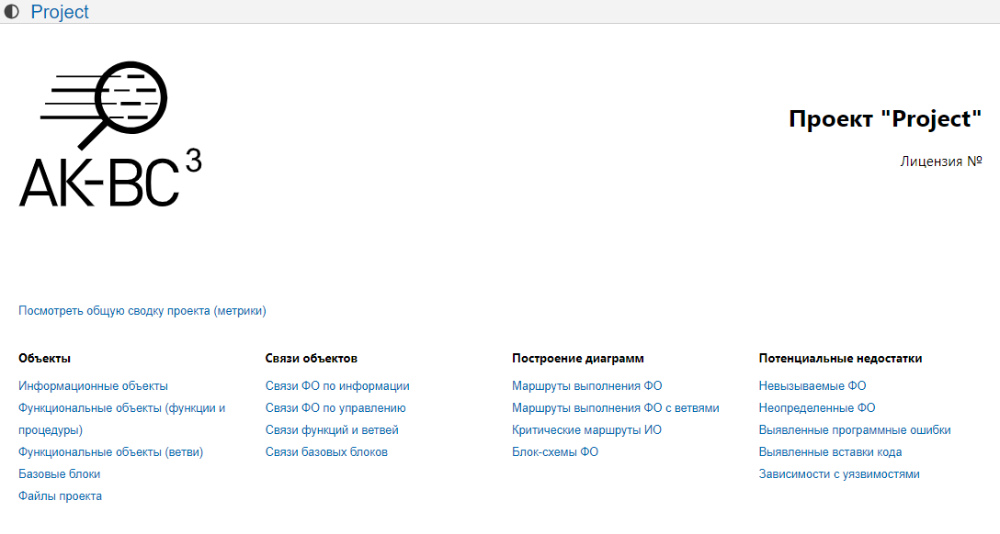 Project
АК-ВС³
Проект "Project"
Лицензия №
Посмотреть общую сводку проекта (метрики)
Объекты
Информационные объекты
Функциональные объекты (функции и
процедуры)
Функциональные объекты (ветви)
Базовые блоки
Файлы проекта
Связи объектов
Связи ФО по информации
Связи ФО по управлению
Связи функций и ветвей
Связи базовых блоков
Построение диаграмм
Маршруты выполнения ФО
Маршруты выполнения ФО с ветвями
Критические маршруты ИО
Блок-схемы ФО
Потенциальные недостатки
Невызываемые ФО
Неопределенные ФО
Выявленные программные ошибки
Выявленные вставки кода
Зависимости с уязвимостями